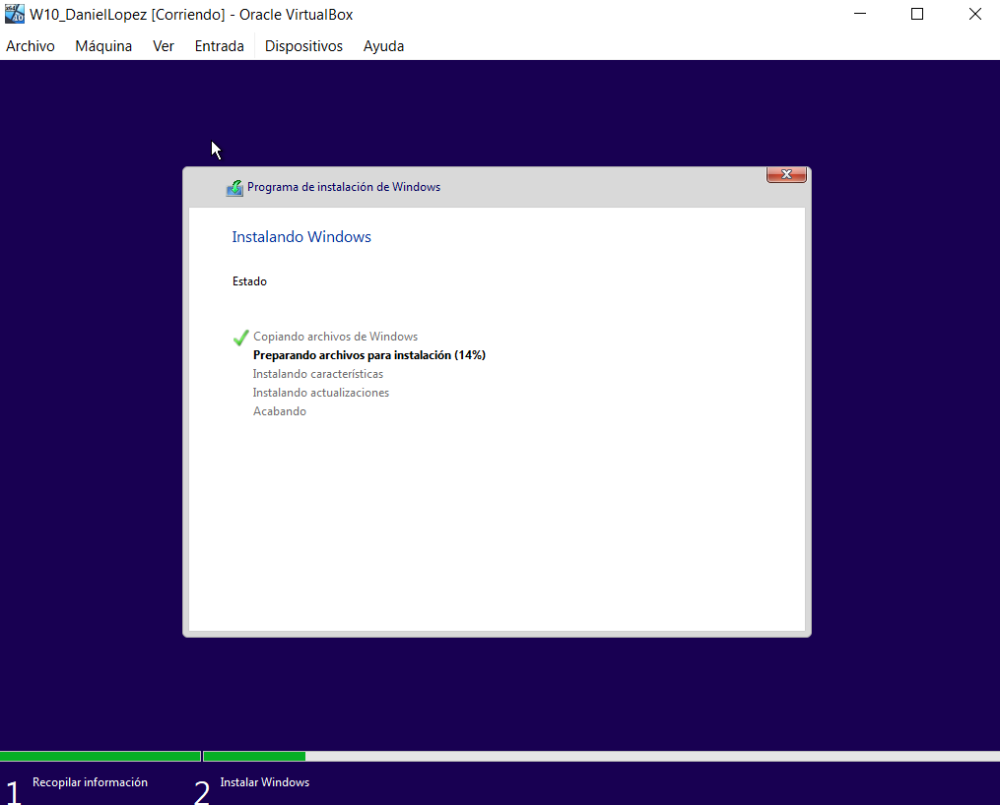 W10_DanielLopez [Corriendo] - Oracle VirtualBox
Archivo Máquina Ver Entrada Dispositivos Ayuda
Programa de instalación de Windows
Instalando Windows
Estado
Copiando archivos de Windows
Preparando archivos para instalación (14%)
Instalando características
Instalando actualizaciones
Acabando
1 Recopilar información 2 Instalar Windows